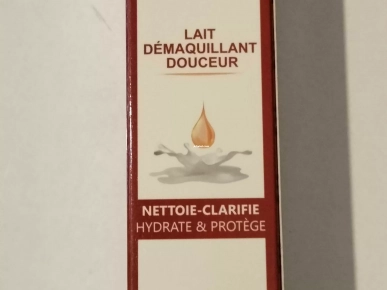 LAIT
DÉMAQUILLANT
DOUCEUR
NETTOIE-CLARIFIE
HYDRATE & PROTÈGE